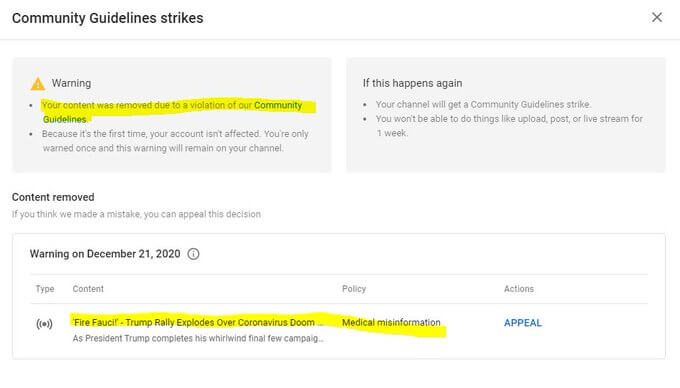 Community Guidelines strikes
Warning
If this happens again
• Your content was removed due to a violation of our Community
Guidelines.
• Because it's the first time, your account isn't affected. You're only
warned once and this warning will remain on your channel.
• Your channel will get a Community Guidelines strike.
• You won't be able to do things like upload, post, or live stream for
1 week.
Content removed
If you think we made a mistake, you can appeal this decision
Warning on December 21, 2020
Type Content Policy Actions
'Fire Fauci!' - Trump Rally Explodes Over Coronavirus Doom ... Medical misinformation APPEAL
As President Trump completes his whirlwind final few campaig...